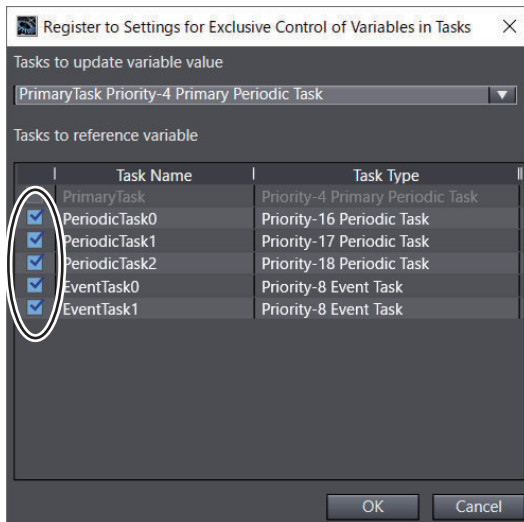 Register to Settings for Exclusive Control of Variables in Tasks
Tasks to update variable value
PrimaryTask Priority-4 Primary Periodic Task
Tasks to reference variable
Task Name Task Type
PrimaryTask Priority-4 Primary Periodic Task
PeriodicTask0 Priority-16 Periodic Task
PeriodicTask1 Priority-17 Periodic Task
PeriodicTask2 Priority-18 Periodic Task
EventTask0 Priority-8 Event Task
EventTask1 Priority-8 Event Task
OK Cancel